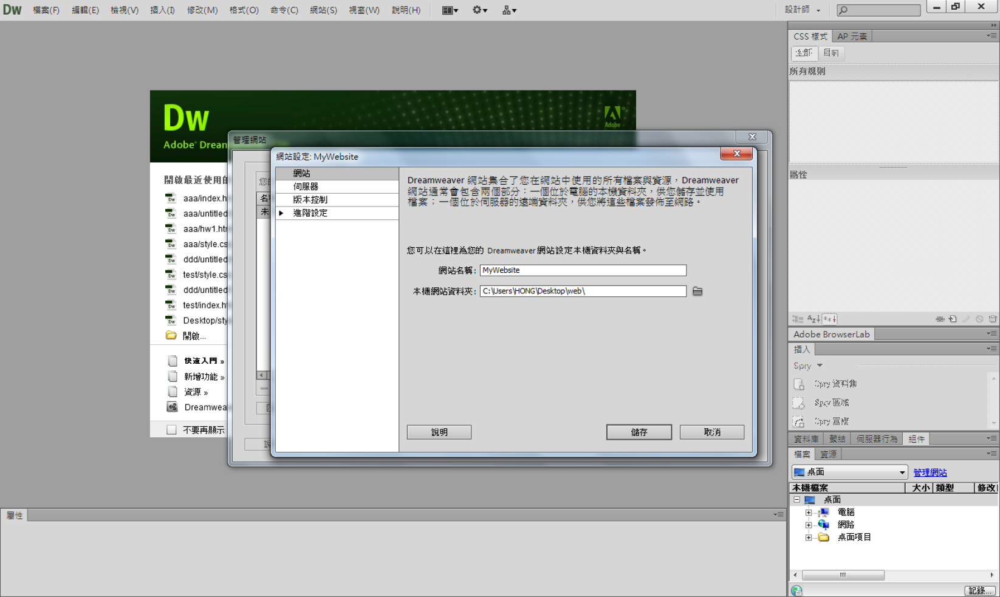 Dw 檔案(F) 編輯(E) 檢視(V) 插入(I) 修改(M) 格式(O) 命令(C) 網站(S) 視窗(W) 說明(H) 設計師
CSS 樣式 AP 元素
全部 目前
所有規則
屬性
Dw
Adobe
Adobe Drean
開啟最近使用的
aaa/index.h
aaa/untitled
aaa/hw1.htm
aaa/style.cs
ddd/untitled
test/style.cs
ddd/untitled
test/index.h
Desktop/sty
開啟...
快速入門 »
新增功能 »
資源 »
Dreamwea
不要再顯示
管理網站
您的
名稱
未
說
網站設定: MyWebsite
網站
伺服器
版本控制
進階設定
Dreamweaver 網站集合了您在網站中使用的所有檔案與資源，Dreamweaver
網站通常會包含兩個部分：一個位於電腦的本機資料夾，供您儲存並使用
檔案；一個位於伺服器的遠端資料夾，供您將這些檔案發佈至網路。
您可以在這裡為您的 Dreamweaver 網站設定本機資料夾與名稱。
網站名稱: MyWebsite
本機網站資料夾: C:\Users\HONG\Desktop\web\
說明 儲存 取消
Adobe BrowserLab
插入
Spry
Spry 資料集
Spry 區域
Spry 重複
資料庫 繫結 伺服器行為 組件
檔案 資源
桌面 管理網站
本機檔案 大小 類型 修改
桌面
電腦
網路
桌面項目
記錄...
屬性